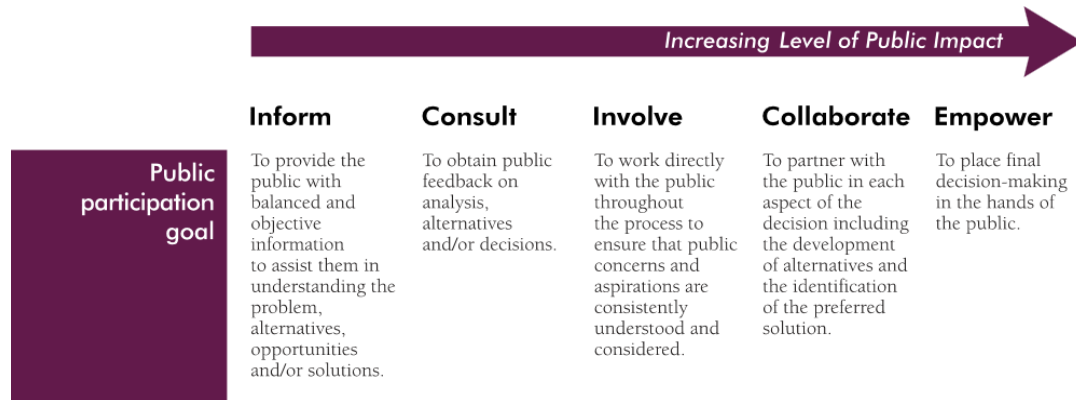 Increasing Level of Public Impact
Inform
Consult
Involve
Collaborate
Empower
Public
participation
goal
To provide the
public with
balanced and
objective
information
to assist them in
understanding the
problem,
alternatives,
opportunities
and/or solutions.
To obtain public
feedback on
analysis,
alternatives
and/or decisions.
To work directly
with the public
throughout
the process to
ensure that public
concerns and
aspirations are
consistently
understood and
considered.
To partner with
the public in each
aspect of the
decision including
the development
of alternatives and
the identification
of the preferred
solution.
To place final
decision-making
in the hands of
the public.